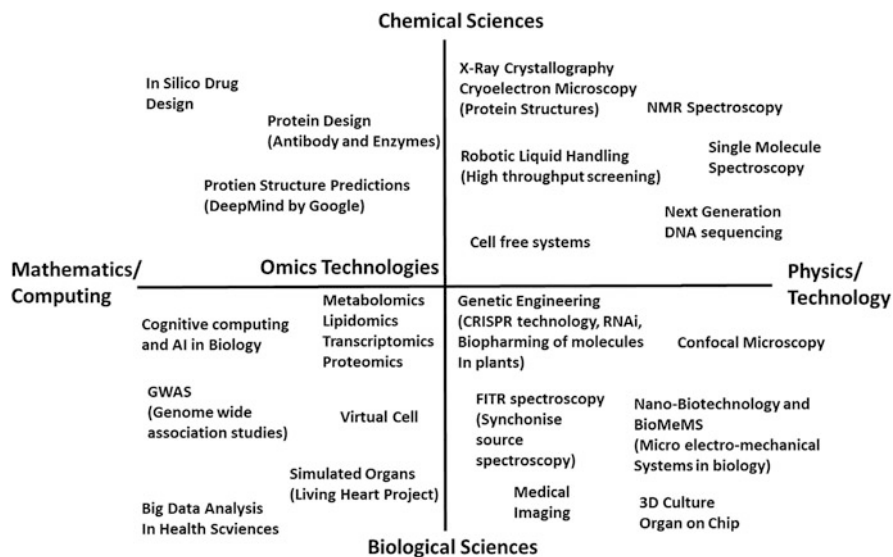 Chemical Sciences
In Silico Drug
Design
Protein Design
(Antibody and Enzymes)
Protien Structure Predictions
(DeepMind by Google)
X-Ray Crystallography
Cryoelectron Microscopy
(Protein Structures)
NMR Spectroscopy
Robotic Liquid Handling
(High throughput screening)
Single Molecule
Spectroscopy
Next Generation
DNA sequencing
Cell free systems
Mathematics/
Computing
Omics Technologies
Physics/
Technology
Metabolomics
Lipidomics
Transcriptomics
Proteomics
Cognitive computing
and AI in Biology
GWAS
(Genome wide
association studies)
Virtual Cell
Simulated Organs
(Living Heart Project)
Big Data Analysis
In Health Scviences
Genetic Engineering
(CRISPR technology, RNAi,
Biopharming of molecules
In plants)
Confocal Microscopy
FITR spectroscopy
(Synchonise
source
spectroscopy)
Nano-Biotechnology and
BioMeMS
(Micro electro-mechanical
Systems in biology)
Medical
Imaging
3D Culture
Organ on Chip
Biological Sciences